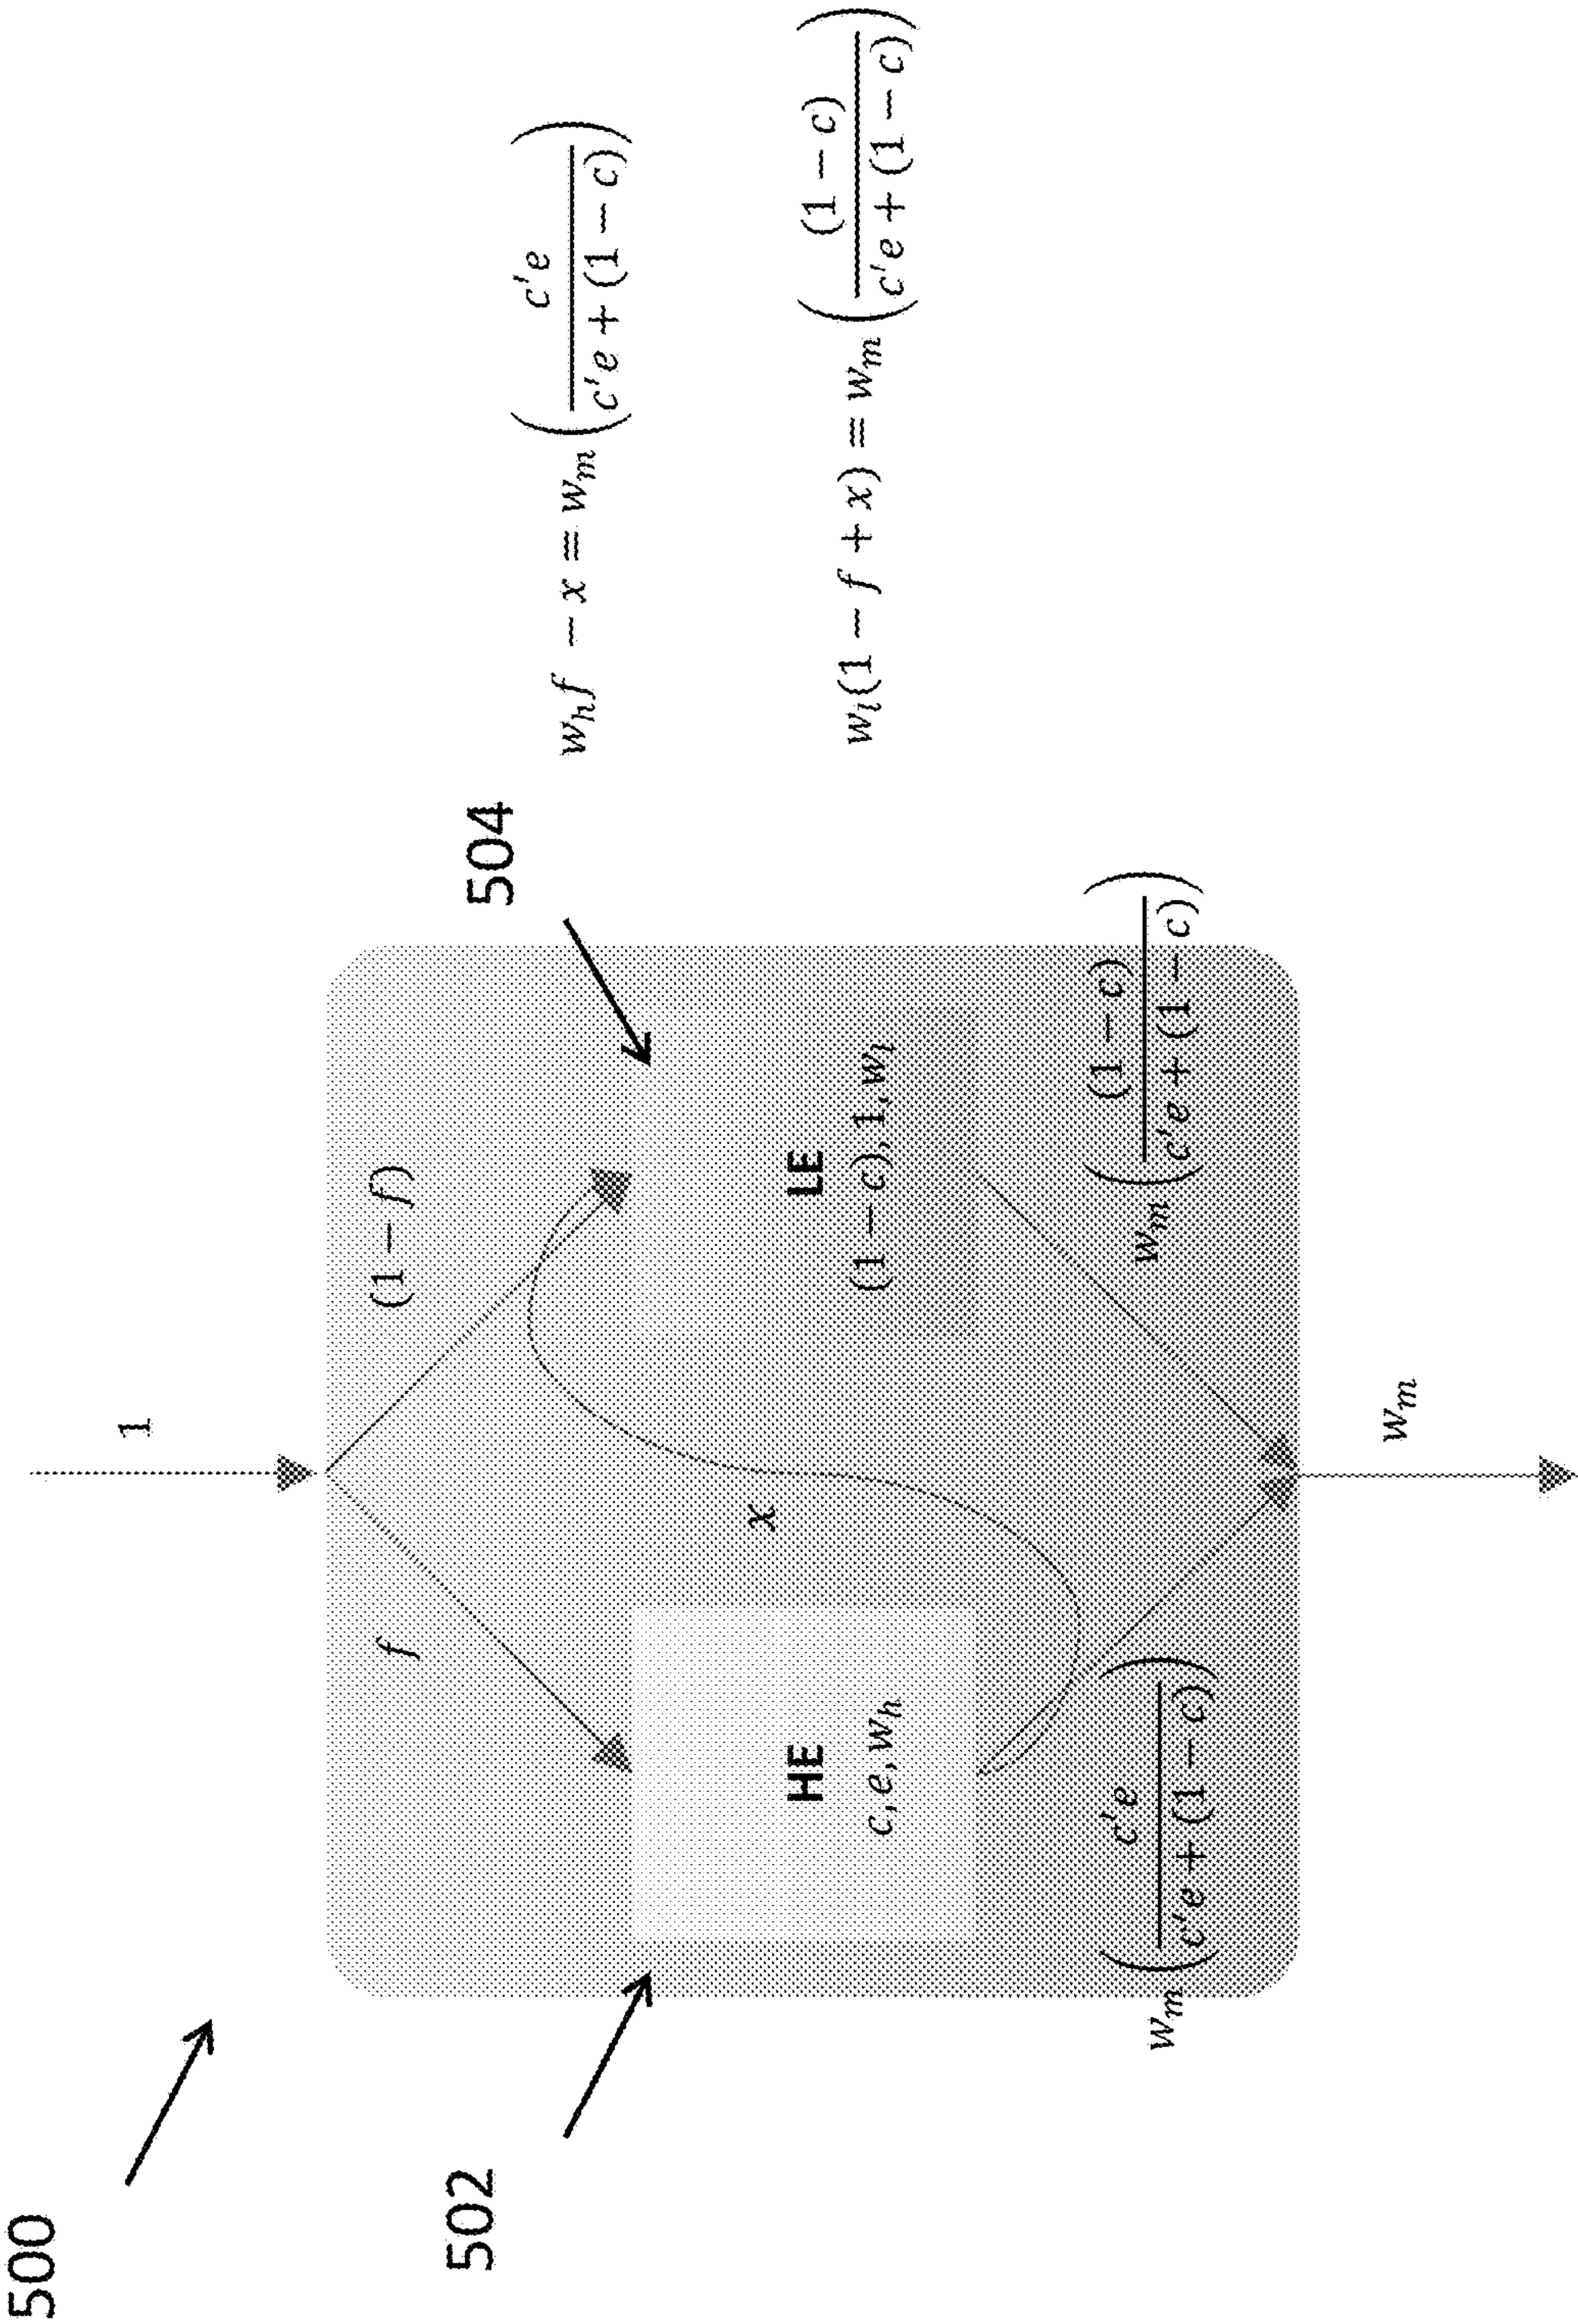 500
1
f
(1 − f)
502
504
HE
c, e, w_h
LE
(1 − c), 1, w_l
x
w_m (c'e / (c'e + (1 − c)))
w_m ((1 − c) / (c'e + (1 − c)))
w_m
w_h f − x = w_m (c'e / (c'e + (1 − c)))
w_l(1 − f + x) = w_m ((1 − c) / (c'e + (1 − c)))